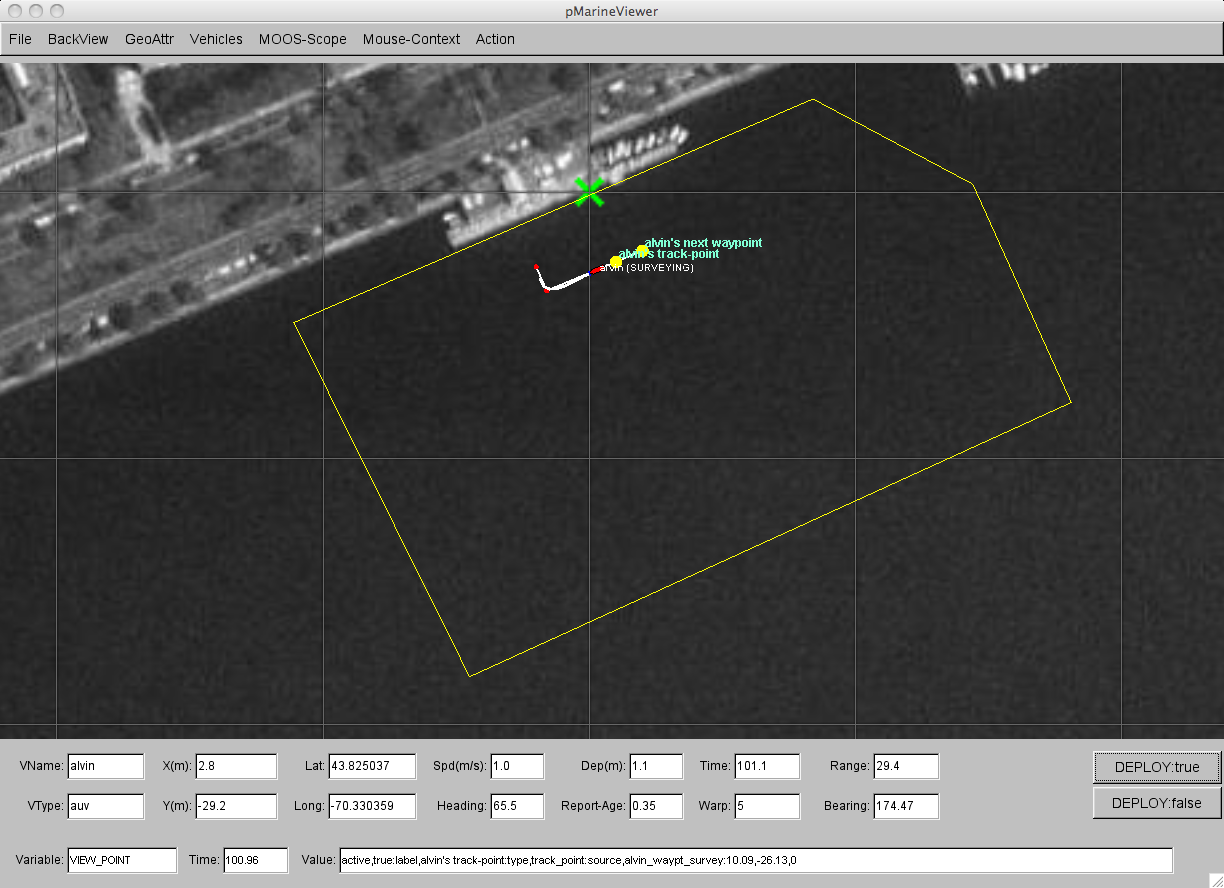 pMarineViewer
File BackView GeoAttr Vehicles MOOS-Scope Mouse-Context Action
alvin's next waypoint
alvin's track-point
alvin (SURVEYING)
VName: alvin X(m): 2.8 Lat: 43.825037 Spd(m/s): 1.0 Dep(m): 1.1 Time: 101.1 Range: 29.4 DEPLOY:true
VType: auv Y(m): -29.2 Long: -70.330359 Heading: 65.5 Report-Age: 0.35 Warp: 5 Bearing: 174.47 DEPLOY:false
Variable: VIEW_POINT Time: 100.96 Value: active,true:label,alvin's track-point:type,track_point:source,alvin_waypt_survey:10.09,-26.13,0